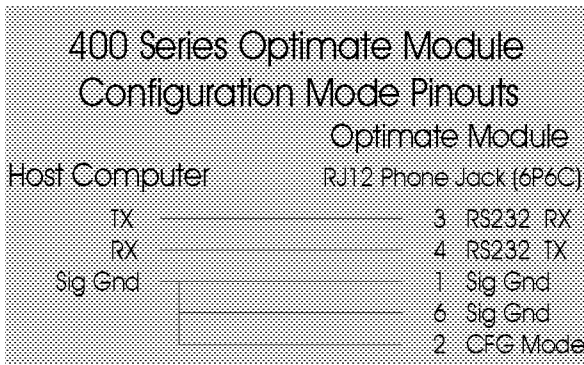 400 Series Optimate Module
Configuration Mode Pinouts
Optimate Module
Host Computer RJ12 Phone Jack (6P6C)
TX 3 RS232 RX
RX 4 RS232 TX
Sig Gnd 1 Sig Gnd
6 Sig Gnd
2 CFG Mode